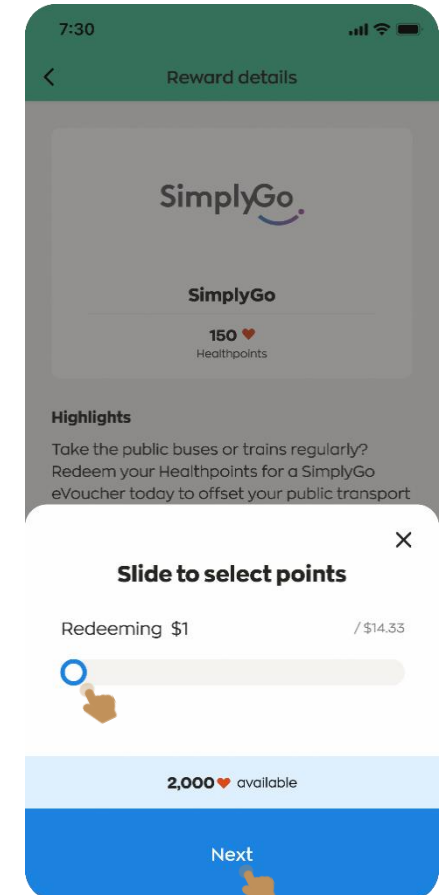 7:30
Reward details
SimplyGo
SimplyGo
150
Healthpoints
Highlights
Take the public buses or trains regularly?
Redeem your Healthpoints for a SimplyGo
eVoucher today to offset your public transport
Slide to select points
Redeeming $1 / $14.33
2,000 available
Next